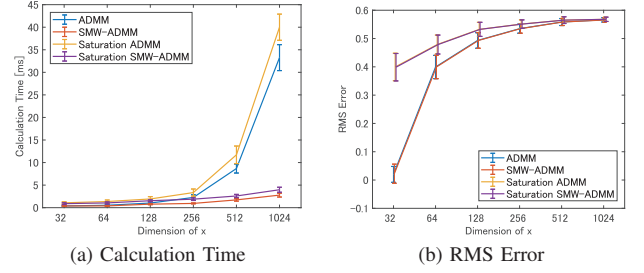 45
40
35
30
25
20
15
10
5
0
Calculation Time [ms]
ADMM
SMW-ADMM
Saturation ADMM
Saturation SMW-ADMM
32 64 128 256 512 1024
Dimension of x
(a) Calculation Time
0.6
0.5
0.4
0.3
0.2
0.1
0
-0.1
RMS Error
ADMM
SMW-ADMM
Saturation ADMM
Saturation SMW-ADMM
32 64 128 256 512 1024
Dimension of x
(b) RMS Error